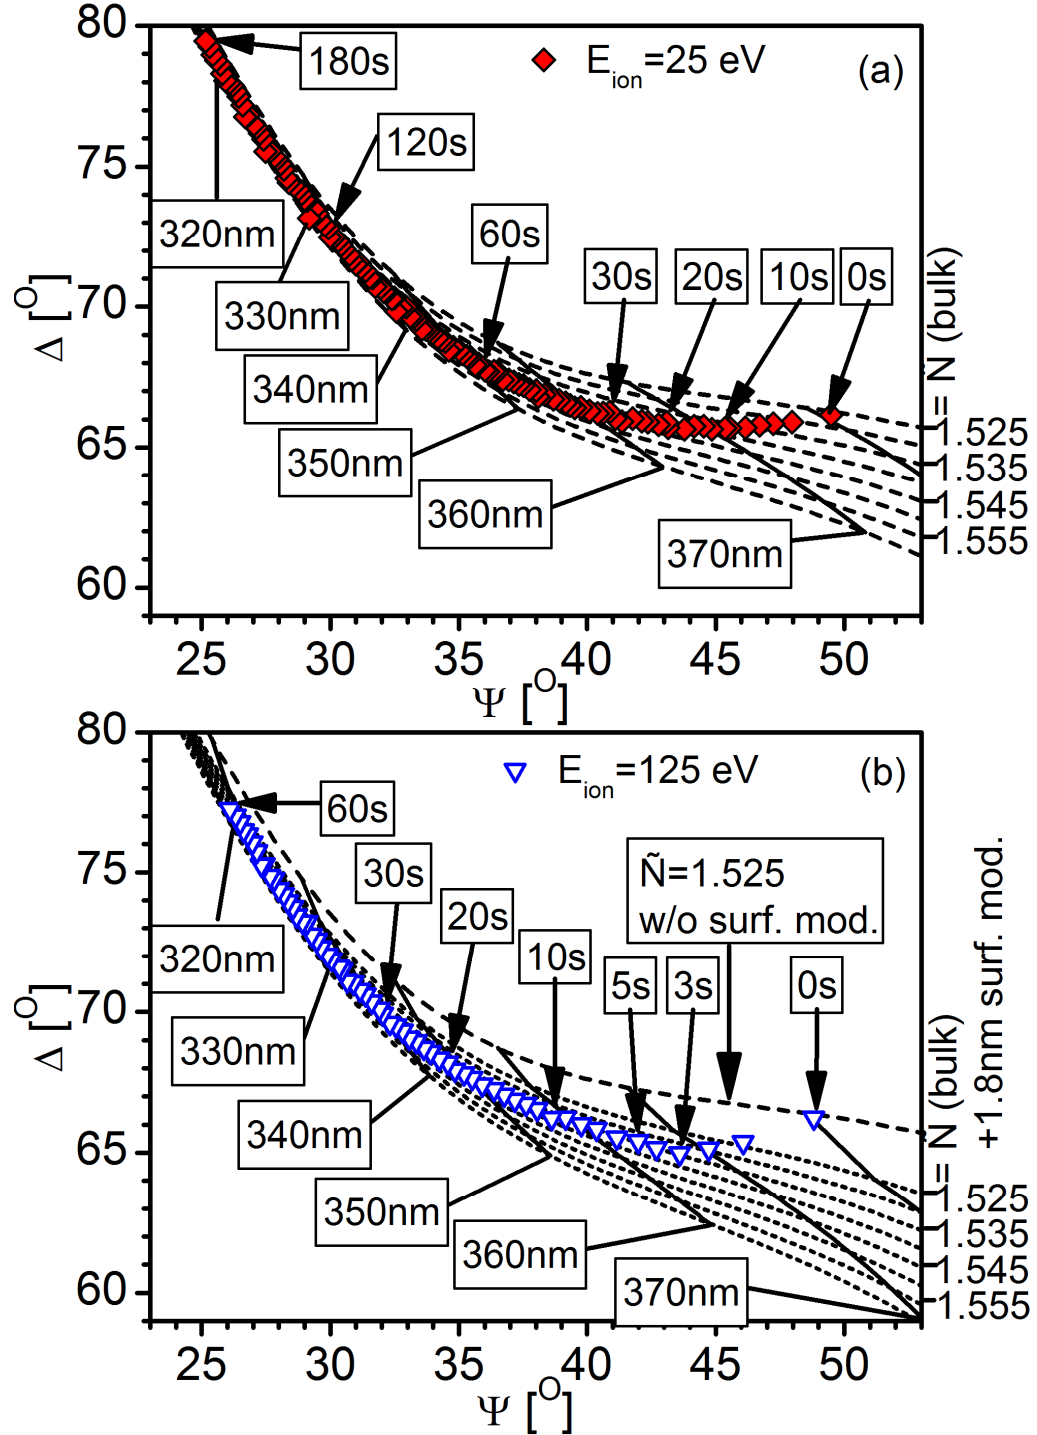 80
75
70
65
60
Δ [O]
E ion =25 eV
(a)
180s
120s
60s
30s
20s
10s
0s
320nm
330nm
340nm
350nm
360nm
370nm
= N (bulk)
1.525
1.535
1.545
1.555
25 30 35 40 45 50
Ψ [O]
80
75
70
65
60
Δ [O]
E ion =125 eV
(b)
60s
30s
20s
10s
5s
3s
0s
Ñ=1.525
w/o surf. mod.
320nm
330nm
340nm
350nm
360nm
370nm
= N (bulk)
+1.8nm surf. mod.
1.525
1.535
1.545
1.555
25 30 35 40 45 50
Ψ [O]